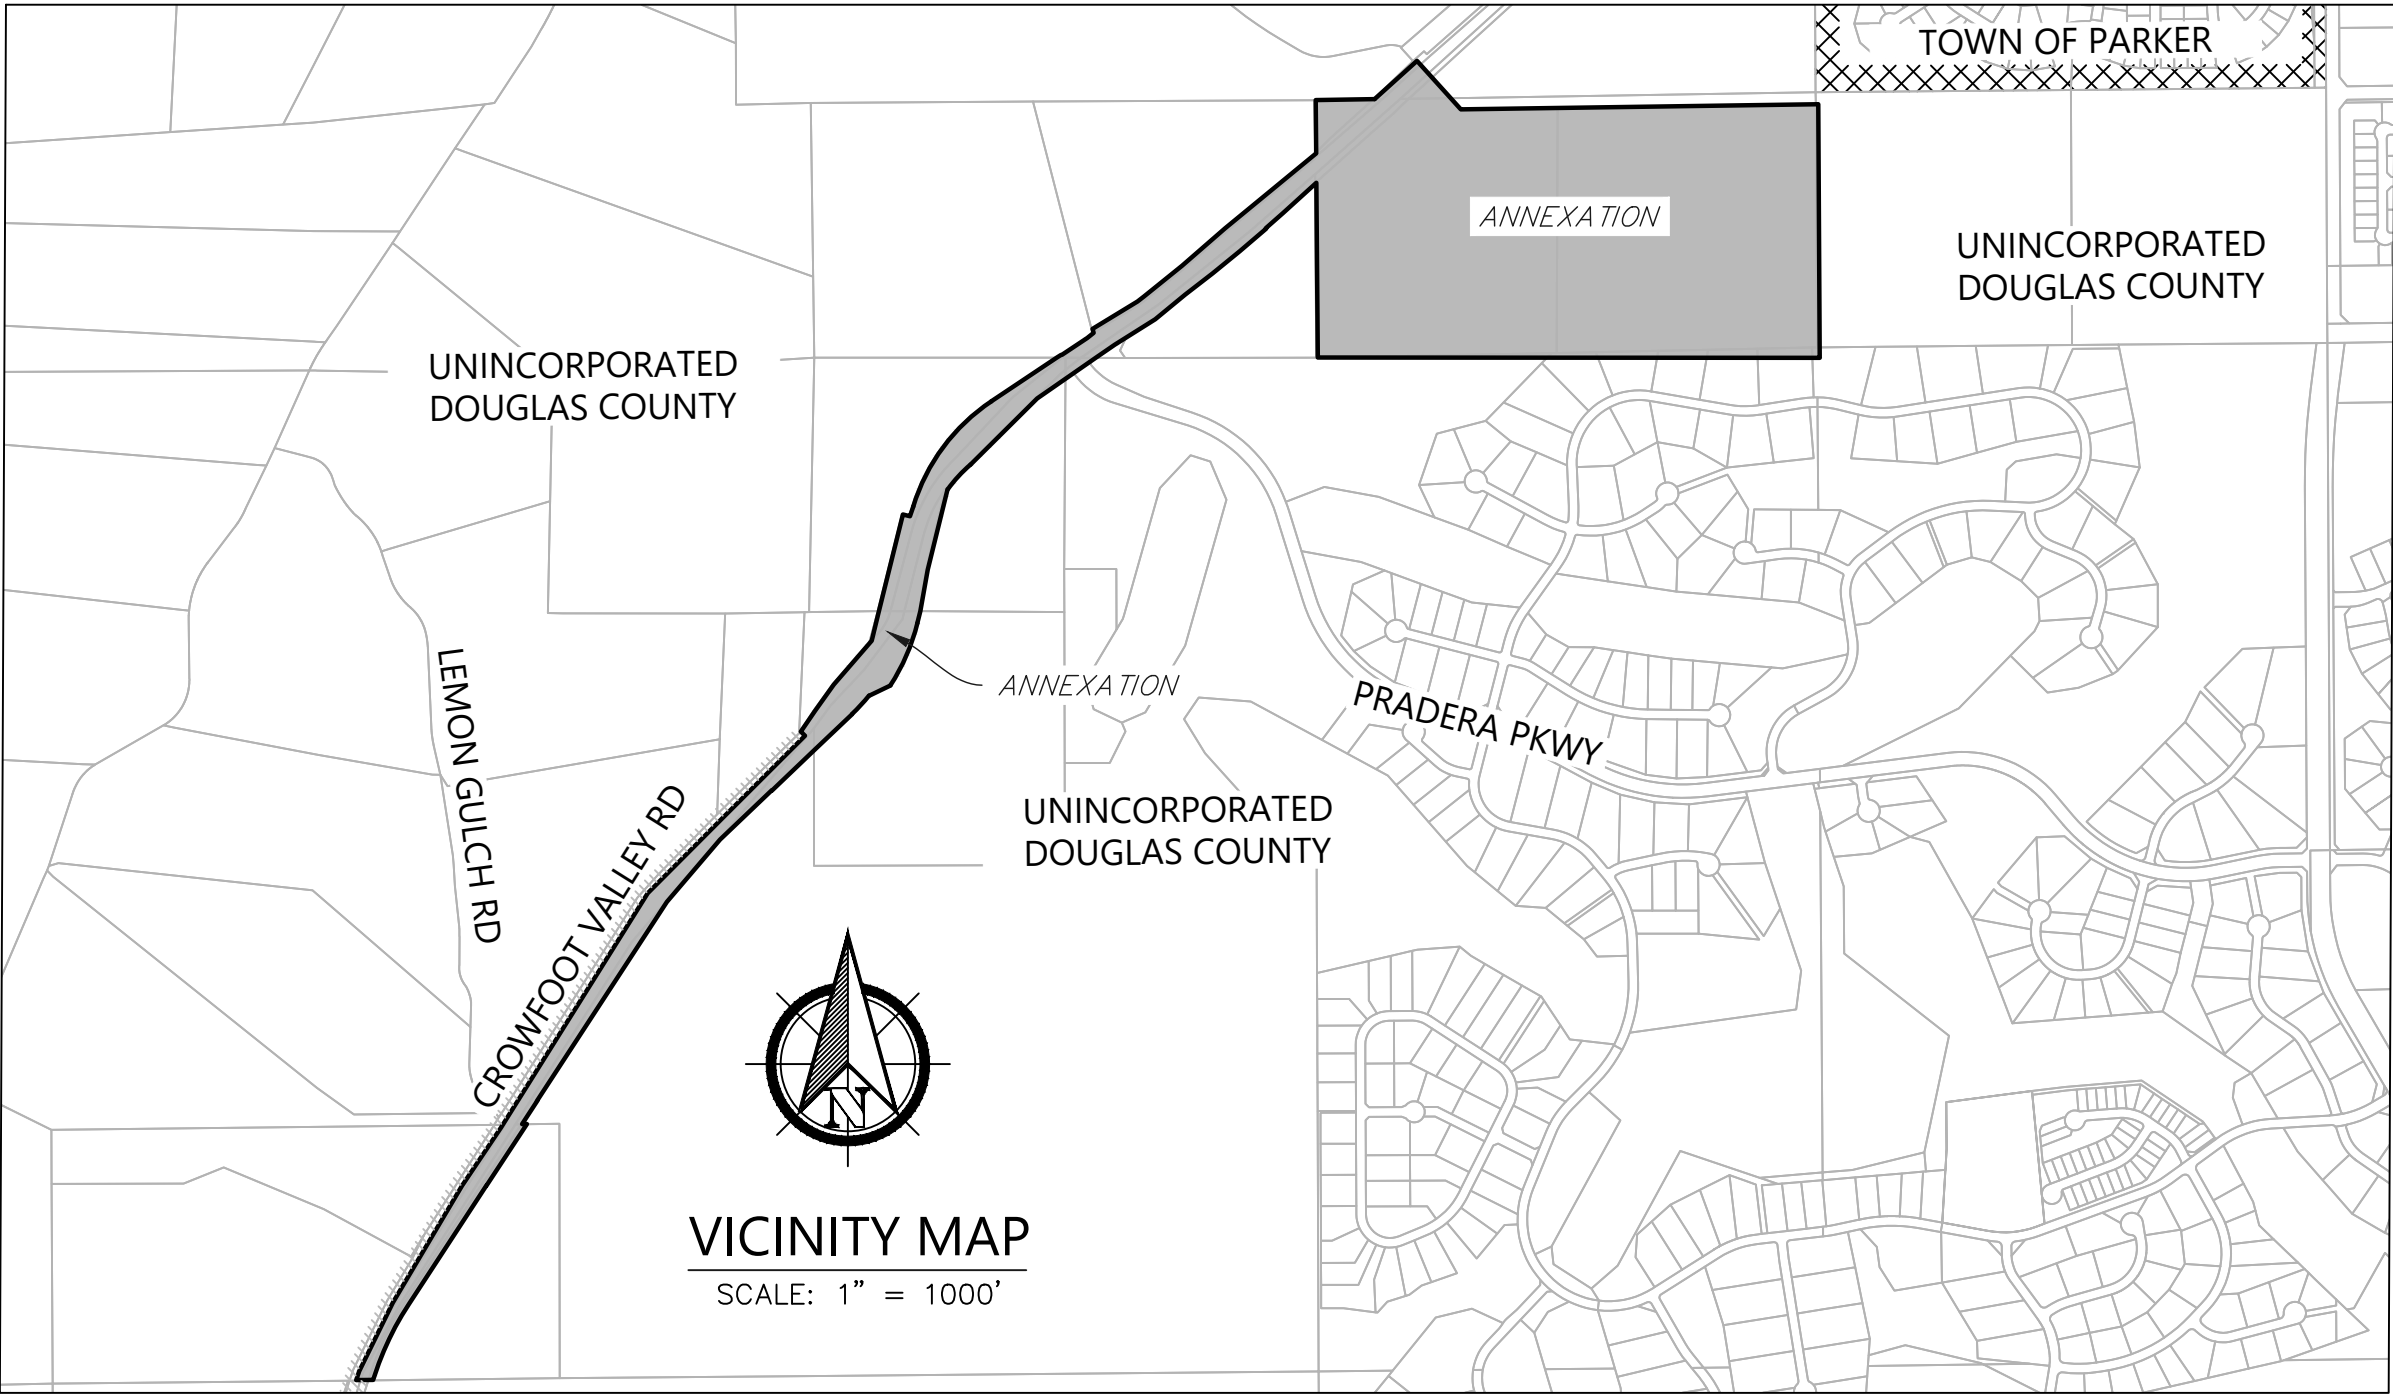 TOWN OF PARKER
ANNEXATION
UNINCORPORATED
DOUGLAS COUNTY
UNINCORPORATED
DOUGLAS COUNTY
LEMON GULCH RD
ANNEXATION
PRADERA PKWY
CROWFOOT VALLEY RD
UNINCORPORATED
DOUGLAS COUNTY
N
VICINITY MAP
SCALE: 1" = 1000'